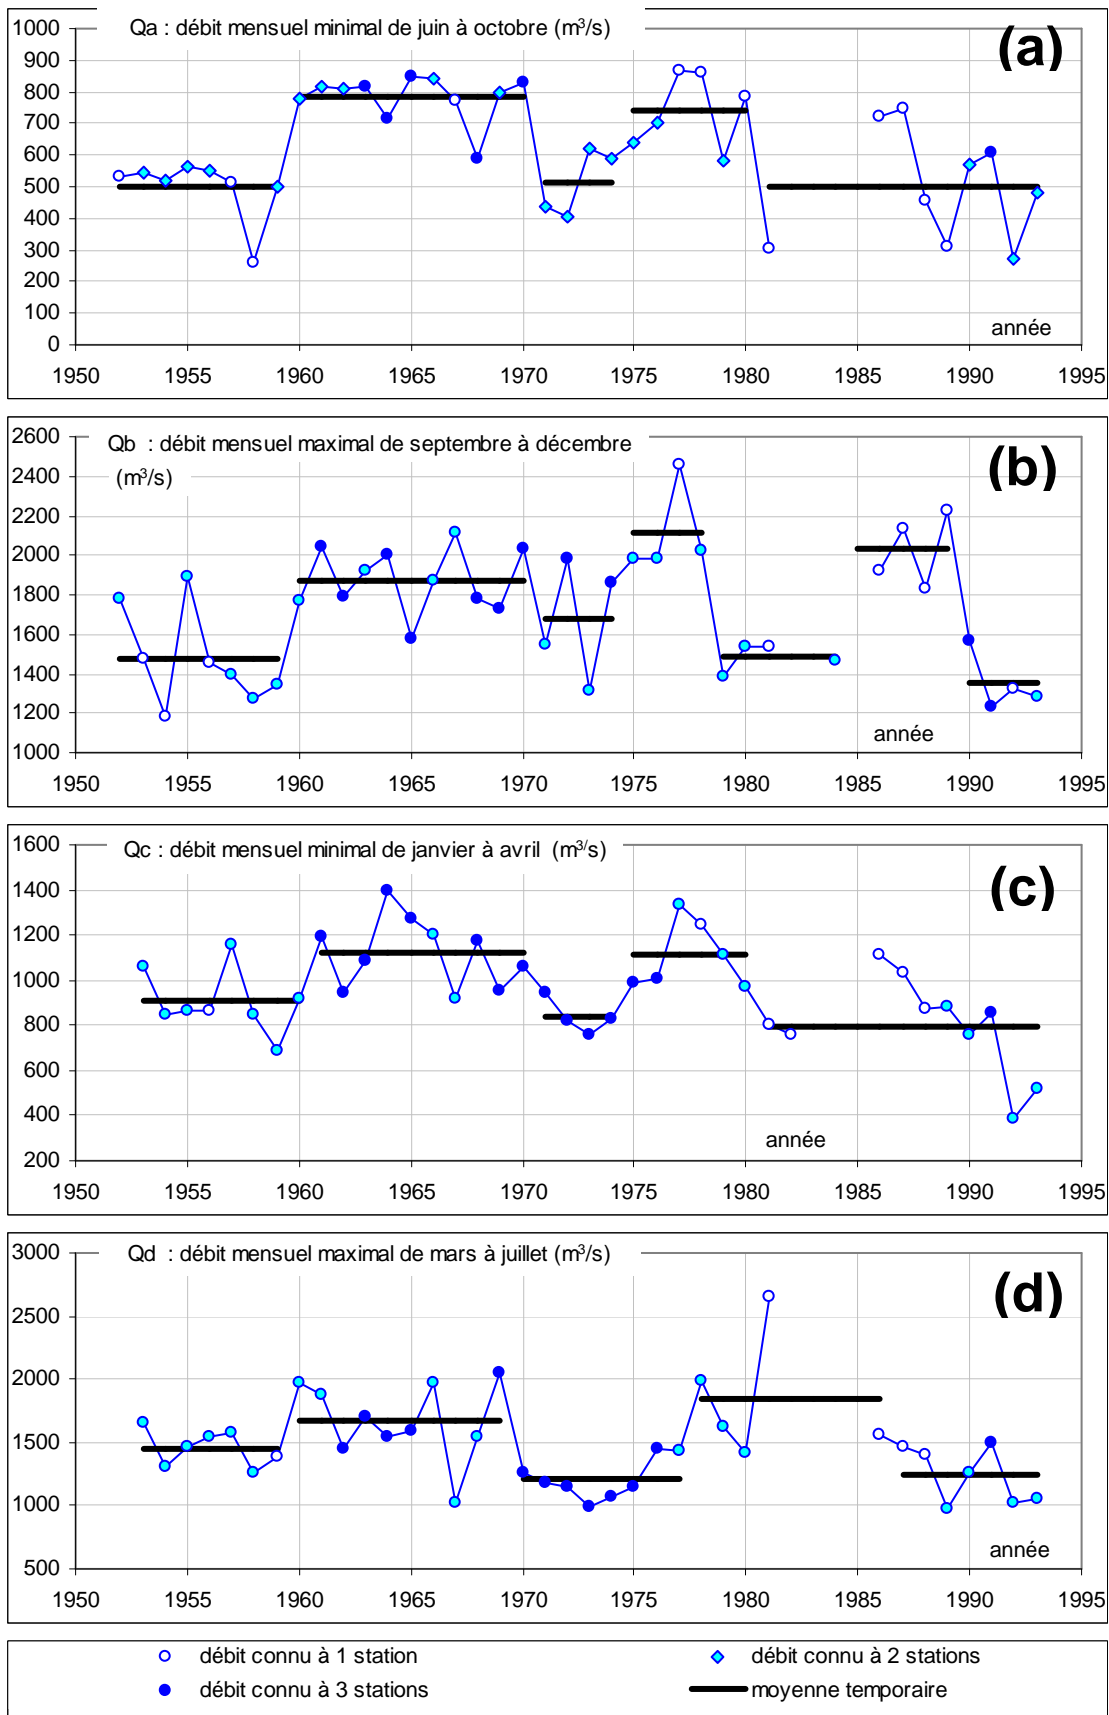 Qa : débit mensuel minimal de juin à octobre (m³/s)
(a)
1000
900
800
700
600
500
400
300
200
100
0
année
1950 1955 1960 1965 1970 1975 1980 1985 1990 1995
Qb : débit mensuel maximal de septembre à décembre
(m³/s)
(b)
2600
2400
2200
2000
1800
1600
1400
1200
1000
année
1950 1955 1960 1965 1970 1975 1980 1985 1990 1995
Qc : débit mensuel minimal de janvier à avril (m³/s)
(c)
1600
1400
1200
1000
800
600
400
200
année
1950 1955 1960 1965 1970 1975 1980 1985 1990 1995
Qd : débit mensuel maximal de mars à juillet (m³/s)
(d)
3000
2500
2000
1500
1000
500
année
1950 1955 1960 1965 1970 1975 1980 1985 1990 1995
débit connu à 1 station
débit connu à 2 stations
débit connu à 3 stations
moyenne temporaire